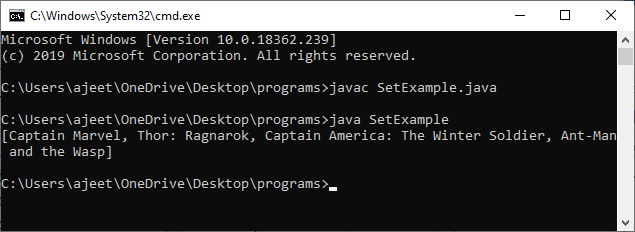 C:\Windows\System32\cmd.exe
Microsoft Windows [Version 10.0.18362.239]
(c) 2019 Microsoft Corporation. All rights reserved.
C:\Users\ajeet\OneDrive\Desktop\programs>javac SetExample.java
C:\Users\ajeet\OneDrive\Desktop\programs>java SetExample
[Captain Marvel, Thor: Ragnarok, Captain America: The Winter Soldier, Ant-Man
and the Wasp]
C:\Users\ajeet\OneDrive\Desktop\programs>